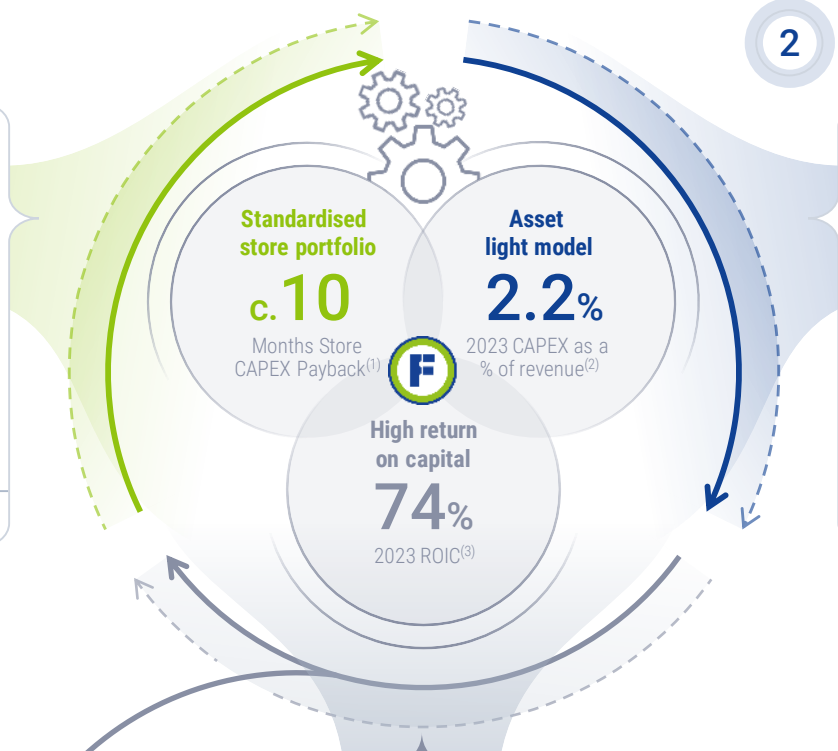 2
Standardised
store portfolio
c.10
Months Store
CAPEX Payback(1)
Asset
light model
2.2%
2023 CAPEX as a
% of revenue(2)
F
High return
on capital
74%
2023 ROIC(3)